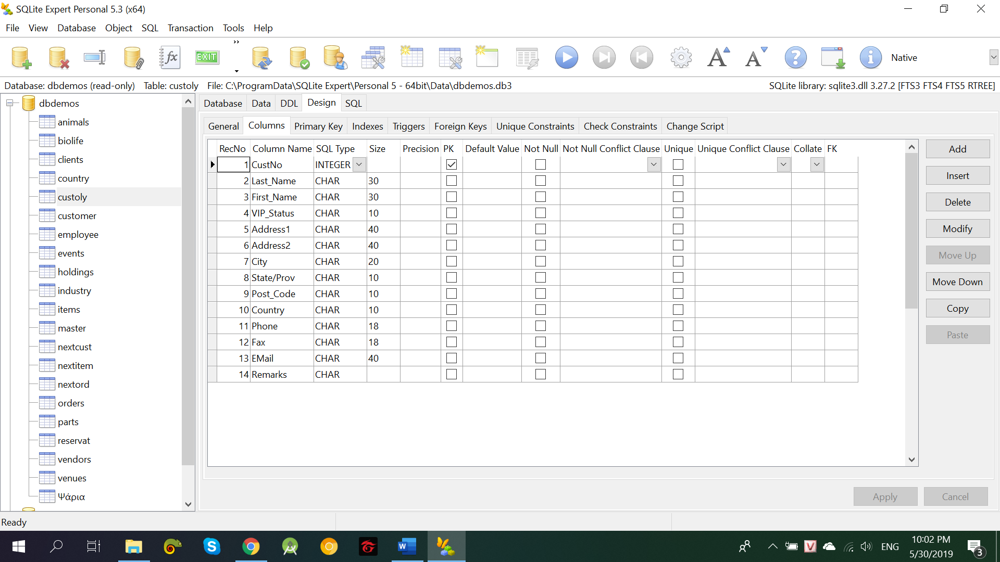 SQLite Expert Personal 5.3 (x64)
File View Database Object SQL Transaction Tools Help
fx EXIT A A ? i Native
Database: dbdemos (read-only) Table: custoly File: C:\ProgramData\SQLite Expert\Personal 5 - 64bit\Data\dbdemos.db3 SQLite library: sqlite3.dll 3.27.2 [FTS3 FTS4 FTS5 RTREE]
dbdemos
animals
biolife
clients
country
custoly
customer
employee
events
holdings
industry
items
master
nextcust
nextitem
nextord
orders
parts
reservat
vendors
venues
Ψάρια
Database Data DDL Design SQL
General Columns Primary Key Indexes Triggers Foreign Keys Unique Constraints Check Constraints Change Script
RecNo Column Name SQL Type Size Precision PK Default Value Not Null Not Null Conflict Clause Unique Unique Conflict Clause Collate FK
1 CustNo INTEGER
2 Last_Name CHAR 30
3 First_Name CHAR 30
4 VIP_Status CHAR 10
5 Address1 CHAR 40
6 Address2 CHAR 40
7 City CHAR 20
8 State/Prov CHAR 10
9 Post_Code CHAR 10
10 Country CHAR 10
11 Phone CHAR 18
12 Fax CHAR 18
13 EMail CHAR 40
14 Remarks CHAR
Add
Insert
Delete
Modify
Move Up
Move Down
Copy
Paste
Apply Cancel
Ready
ENG
10:02 PM
5/30/2019
3